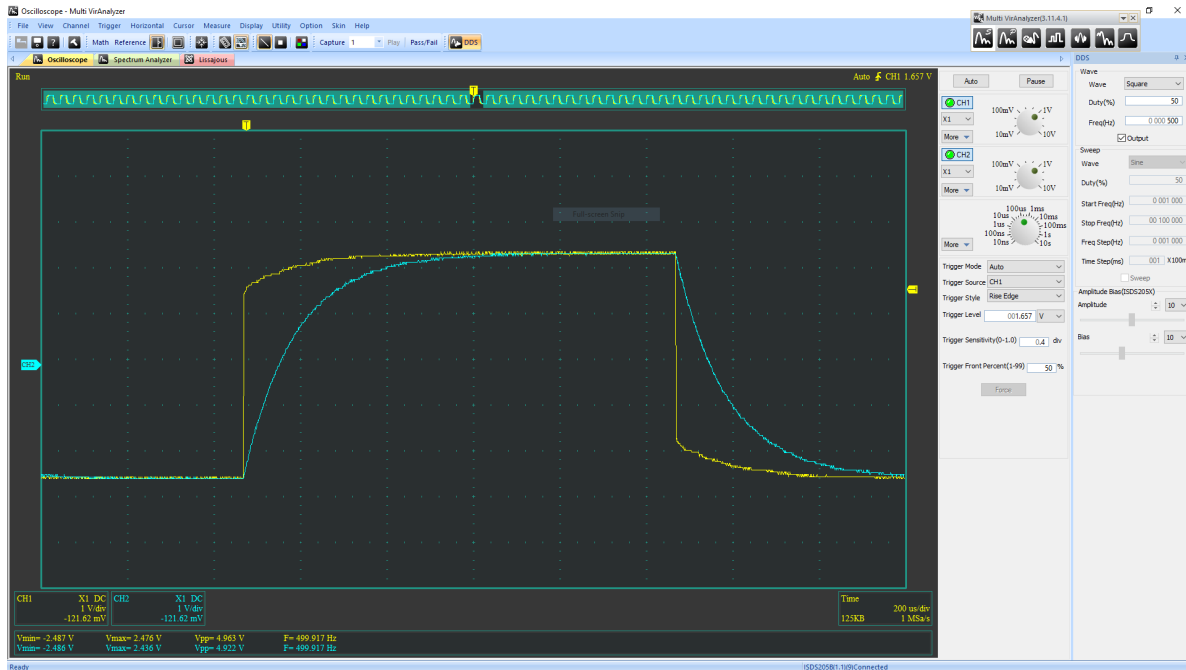 Oscilloscope - Multi VirAnalyzer
Multi VirAnalyzer(3.11.4.1)
File View Channel Trigger Horizontal Cursor Measure Display Utility Option Skin Help
Math Reference Capture 1 Play Pass/Fail DDS
Oscilloscope Spectrum Analyzer Lissajous
Run
Auto CH1 1.657 V
T
T
Full-screen Snip
CH2
Auto Pause
CH1
X1
More
100mV 1V
10mV 10V
CH2
X1
More
100mV 1V
10mV 10V
100us 1ms
10us 10ms
1us 100ms
100ns 1s
More 10ns 10s
Trigger Mode Auto
Trigger Source CH1
Trigger Style Rise Edge
Trigger Level 001.657 V
Trigger Sensitivity(0-1.0) 0.4 div
Trigger Front Percent(1-99) 50 %
Force
DDS
Wave
Wave Square
Duty(%) 50
Freq(Hz) 0 000 500
Output
Sweep
Wave Sine
Duty(%) 50
Start Freq(Hz) 0 001 000
Stop Freq(Hz) 00 100 000
Freq Step(Hz) 0 001 000
Time Step(ms) 001 X100m
Sweep
Amplitude Bias(ISDS205X)
Amplitude 10
Bias 10
CH1 X1 DC
1 V/div
-121.62 mV
CH2 X1 DC
1 V/div
-121.62 mV
Time
200 us/div
125KB 1 MSa/s
Vmin= -2.487 V Vmax= 2.476 V Vpp= 4.963 V F= 499.917 Hz
Vmin= -2.486 V Vmax= 2.436 V Vpp= 4.922 V F= 499.917 Hz
Ready
ISDS205B(1.1)(9)Connected